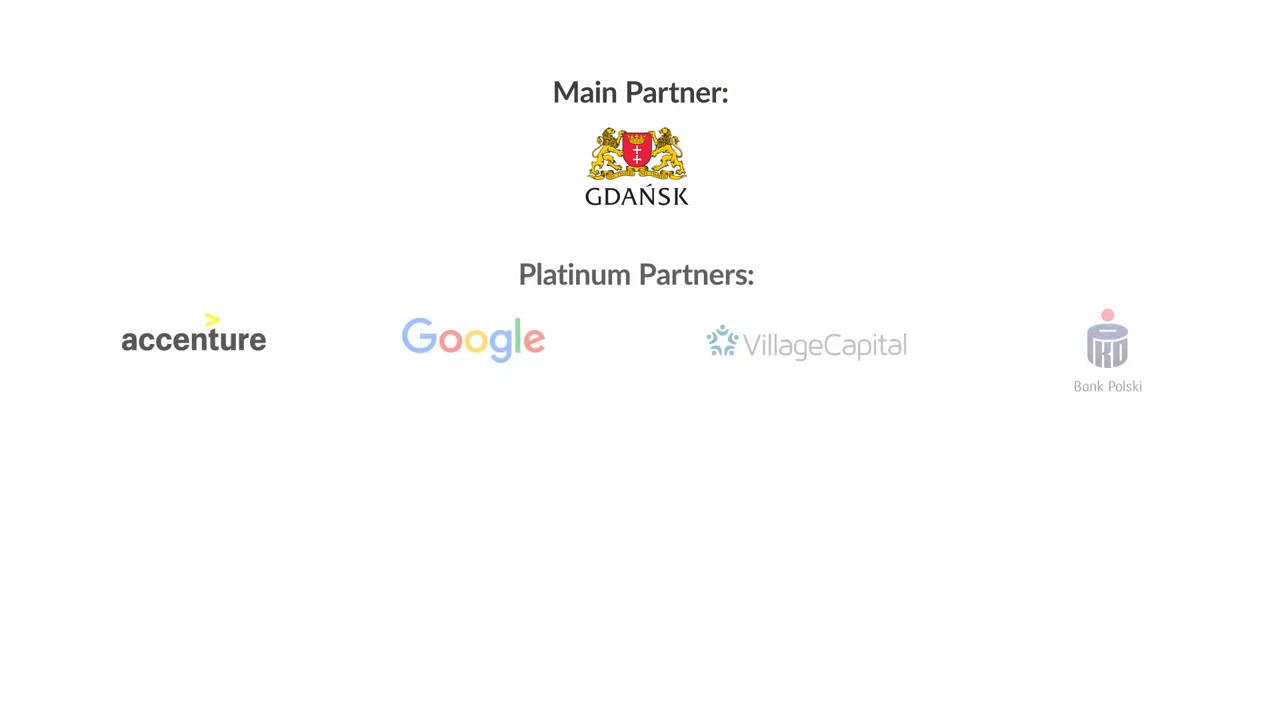 Main Partner:
GDAŃSK
Platinum Partners:
accenture
Google
VillageCapital
Bank Polski